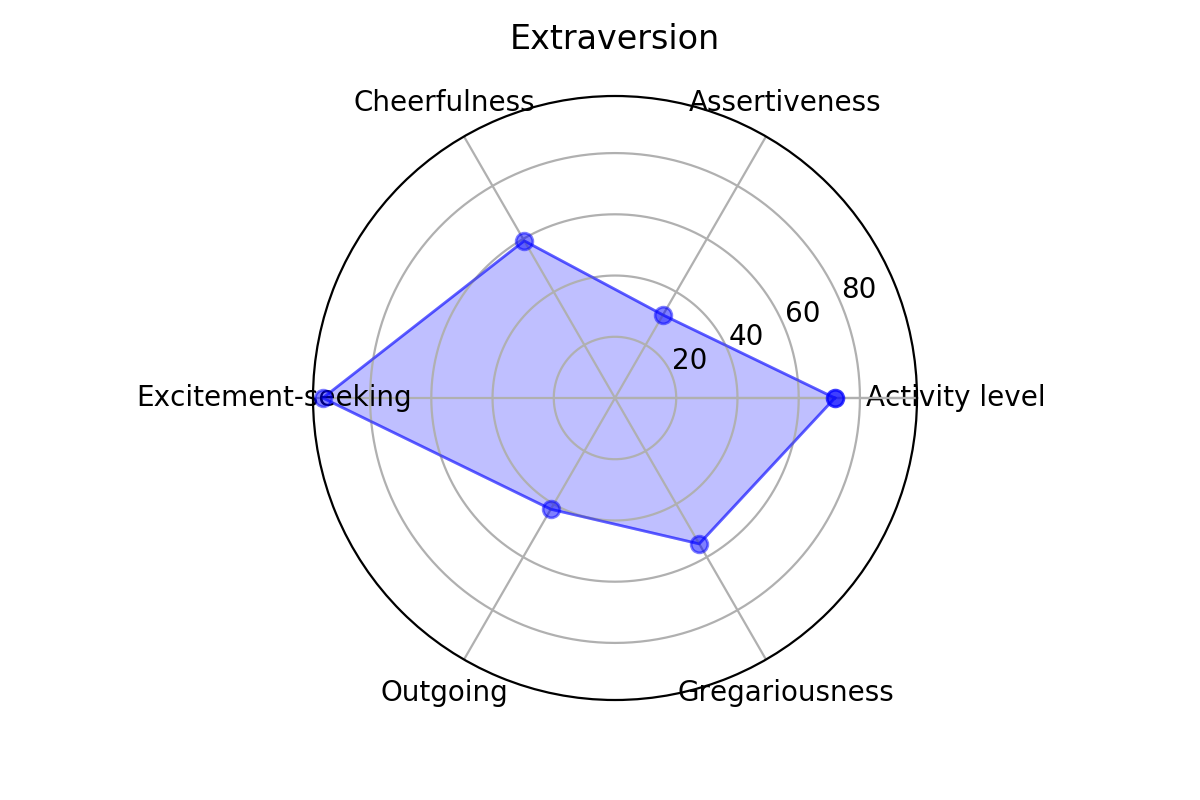 Extraversion
Cheerfulness
Assertiveness
80
60
40
20
Excitement-seeking
Activity level
Outgoing
Gregariousness